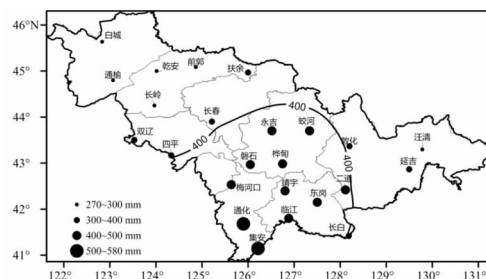 46°N
45°
44°
43°
42°
41°
白城
通榆
乾安
前郭
扶余
长岭
长春
双辽
四平
400
400
400
永吉
蛟河
敦化
汪清
延吉
磐石
桦甸
梅河口
靖宇
东岗
二道
通化
临江
长白
集安
270~300 mm
300~400 mm
400~500 mm
500~580 mm
122°
123°
124°
125°
126°
127°
128°
129°
130°
131°E